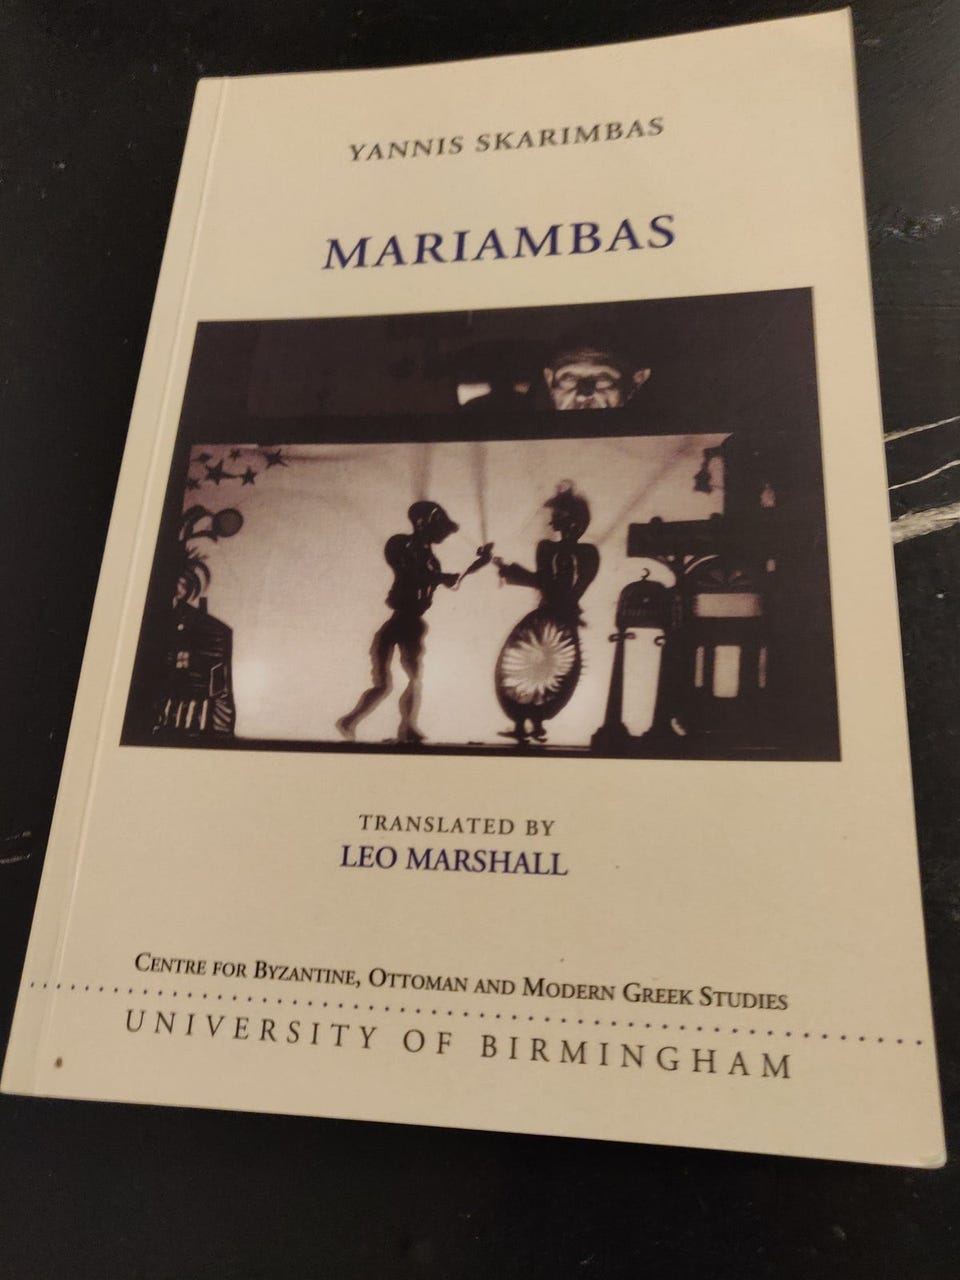 YANNIS SKARIMBAS
MARIAMBAS
TRANSLATED BY
LEO MARSHALL
CENTRE FOR BYZANTINE, OTTOMAN AND MODERN GREEK STUDIES
UNIVERSITY OF BIRMINGHAM